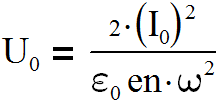 U₀ = 2·(I₀)² / ε₀ en·ω²